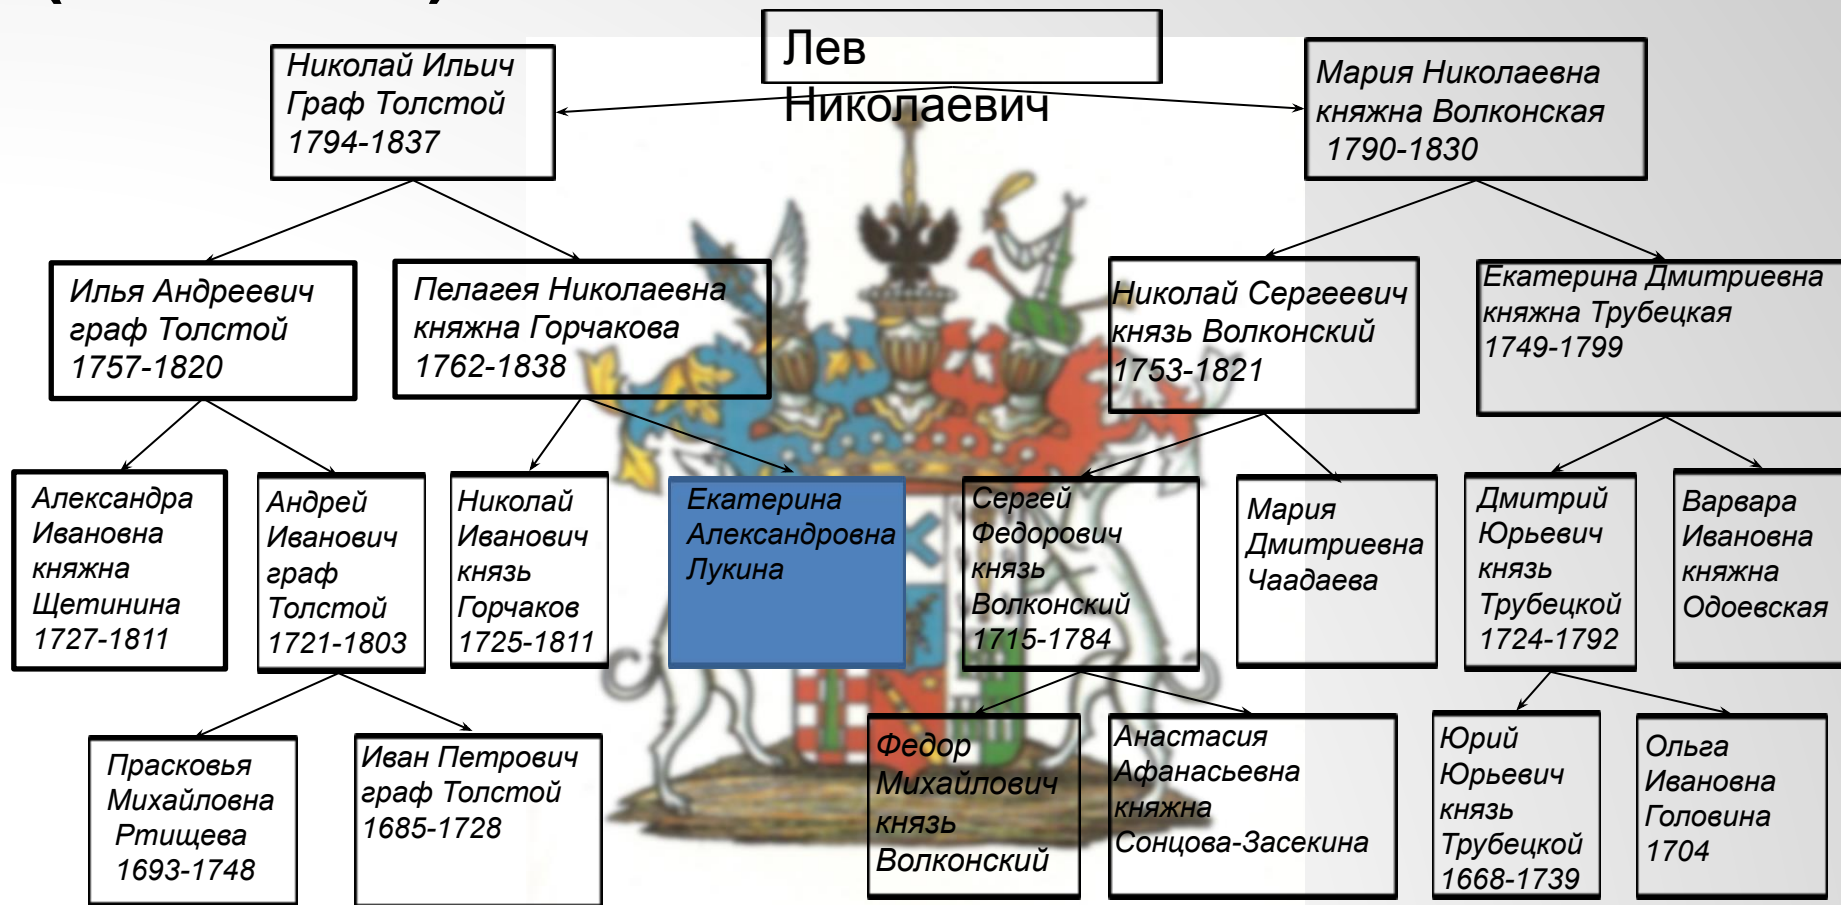 Лев
Николаевич
Николай Ильич
Граф Толстой
1794-1837
Мария Николаевна
княжна Волконская
1790-1830
Илья Андреевич
граф Толстой
1757-1820
Пелагея Николаевна
княжна Горчакова
1762-1838
Николай Сергеевич
князь Волконский
1753-1821
Екатерина Дмитриевна
княжна Трубецкая
1749-1799
Александра
Ивановна
княжна
Щетинина
1727-1811
Андрей
Иванович
граф
Толстой
1721-1803
Николай
Иванович
князь
Горчаков
1725-1811
Екатерина
Александровна
Лукина
Сергей
Федорович
князь
Волконский
1715-1784
Мария
Дмитриевна
Чаадаева
Дмитрий
Юрьевич
князь
Трубецкой
1724-1792
Варвара
Ивановна
княжна
Одоевская
Прасковья
Михайловна
Ртищева
1693-1748
Иван Петрович
граф Толстой
1685-1728
Федор
Михайлович
князь
Волконский
Анастасия
Афанасьевна
княжна
Сонцова-Засекина
Юрий
Юрьевич
князь
Трубецкой
1668-1739
Ольга
Ивановна
Головина
1704